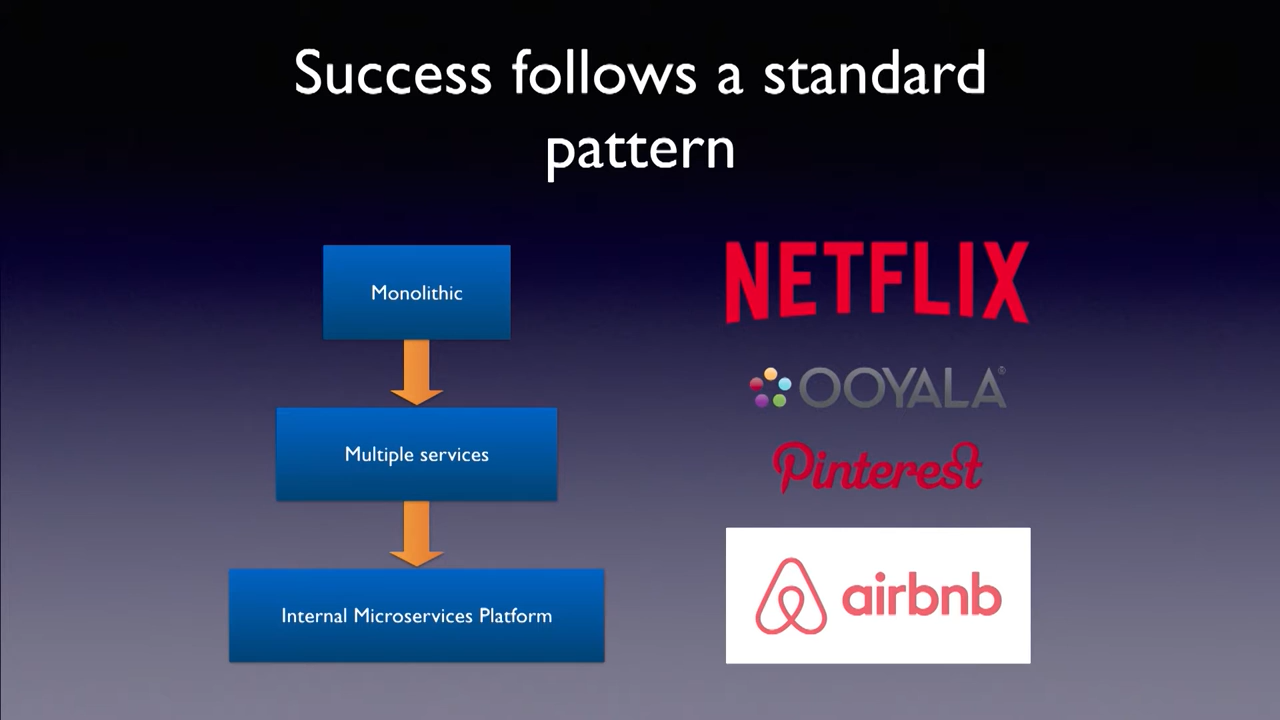 Success follows a standard
pattern
Monolithic
Multiple services
Internal Microservices Platform
NETFLIX
OOYALA®
Pinterest
airbnb